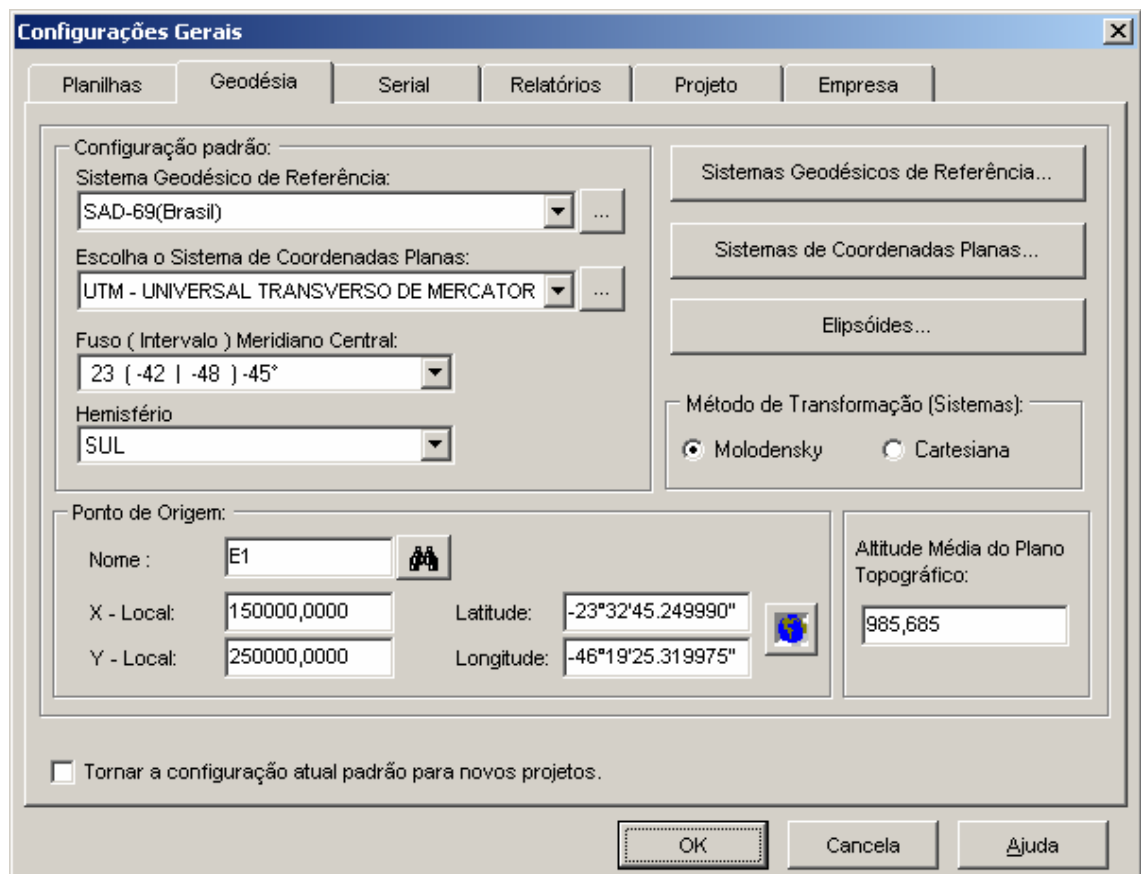 Configurações Gerais
Planilhas
Geodésia
Serial
Relatórios
Projeto
Empresa
Configuração padrão:
Sistema Geodésico de Referência:
SAD-69(Brasil)
...
Escolha o Sistema de Coordenadas Planas:
UTM - UNIVERSAL TRANSVERSO DE MERCATOR
...
Fuso ( Intervalo ) Meridiano Central:
23 ( -42 | -48 ) -45°
Hemisfério
SUL
Sistemas Geodésicos de Referência...
Sistemas de Coordenadas Planas...
Elipsóides...
Método de Transformação (Sistemas):
Molodensky
Cartesiana
Ponto de Origem:
Nome :
E1
X - Local:
150000,0000
Latitude:
-23°32'45.249990"
Y - Local:
250000,0000
Longitude:
-46°19'25.319975"
Altitude Média do Plano
Topográfico:
985,685
Tornar a configuração atual padrão para novos projetos.
OK
Cancela
Ajuda